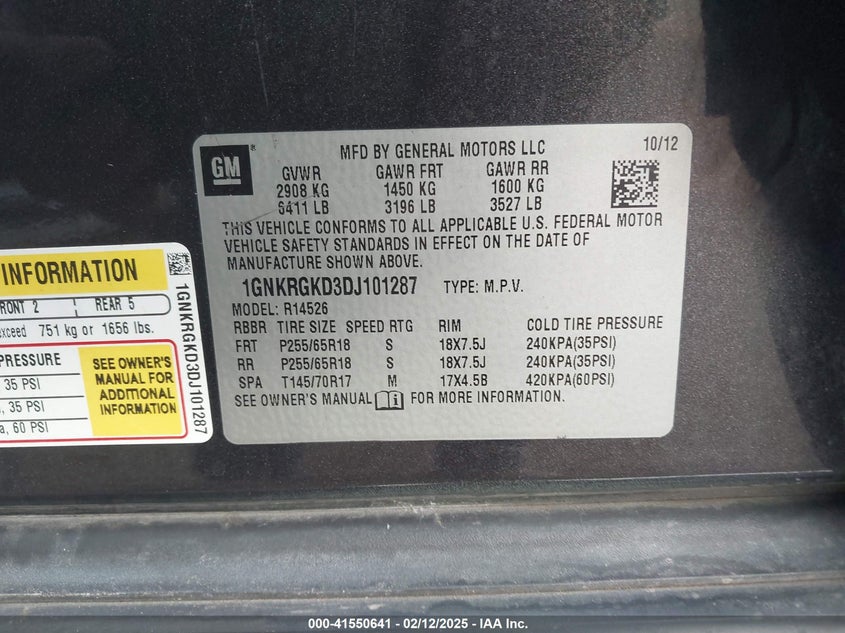 GM
MFD BY GENERAL MOTORS LLC
10/12
GVWR GAWR FRT GAWR RR
2908 KG 1450 KG 1600 KG
6411 LB 3196 LB 3527 LB
THIS VEHICLE CONFORMS TO ALL APPLICABLE U.S. FEDERAL MOTOR
VEHICLE SAFETY STANDARDS IN EFFECT ON THE DATE OF
MANUFACTURE SHOWN ABOVE.
1GNKRGKD3DJ101287 TYPE: M.P.V.
MODEL: R14526
RBBR TIRE SIZE SPEED RTG RIM COLD TIRE PRESSURE
FRT P255/65R18 S 18X7.5J 240KPA(35PSI)
RR P255/65R18 S 18X7.5J 240KPA(35PSI)
SPA T145/70R17 M 17X4.5B 420KPA(60PSI)
SEE OWNER'S MANUAL FOR MORE INFORMATION.
INFORMATION
FRONT 2 REAR 5
exceed 751 kg or 1656 lbs.
PRESSURE
35 PSI
35 PSI
60 PSI
SEE OWNER'S
MANUAL FOR
ADDITIONAL
INFORMATION
1GNKRGKD3DJ101287
000-41550641 - 02/12/2025 - IAAI Inc.